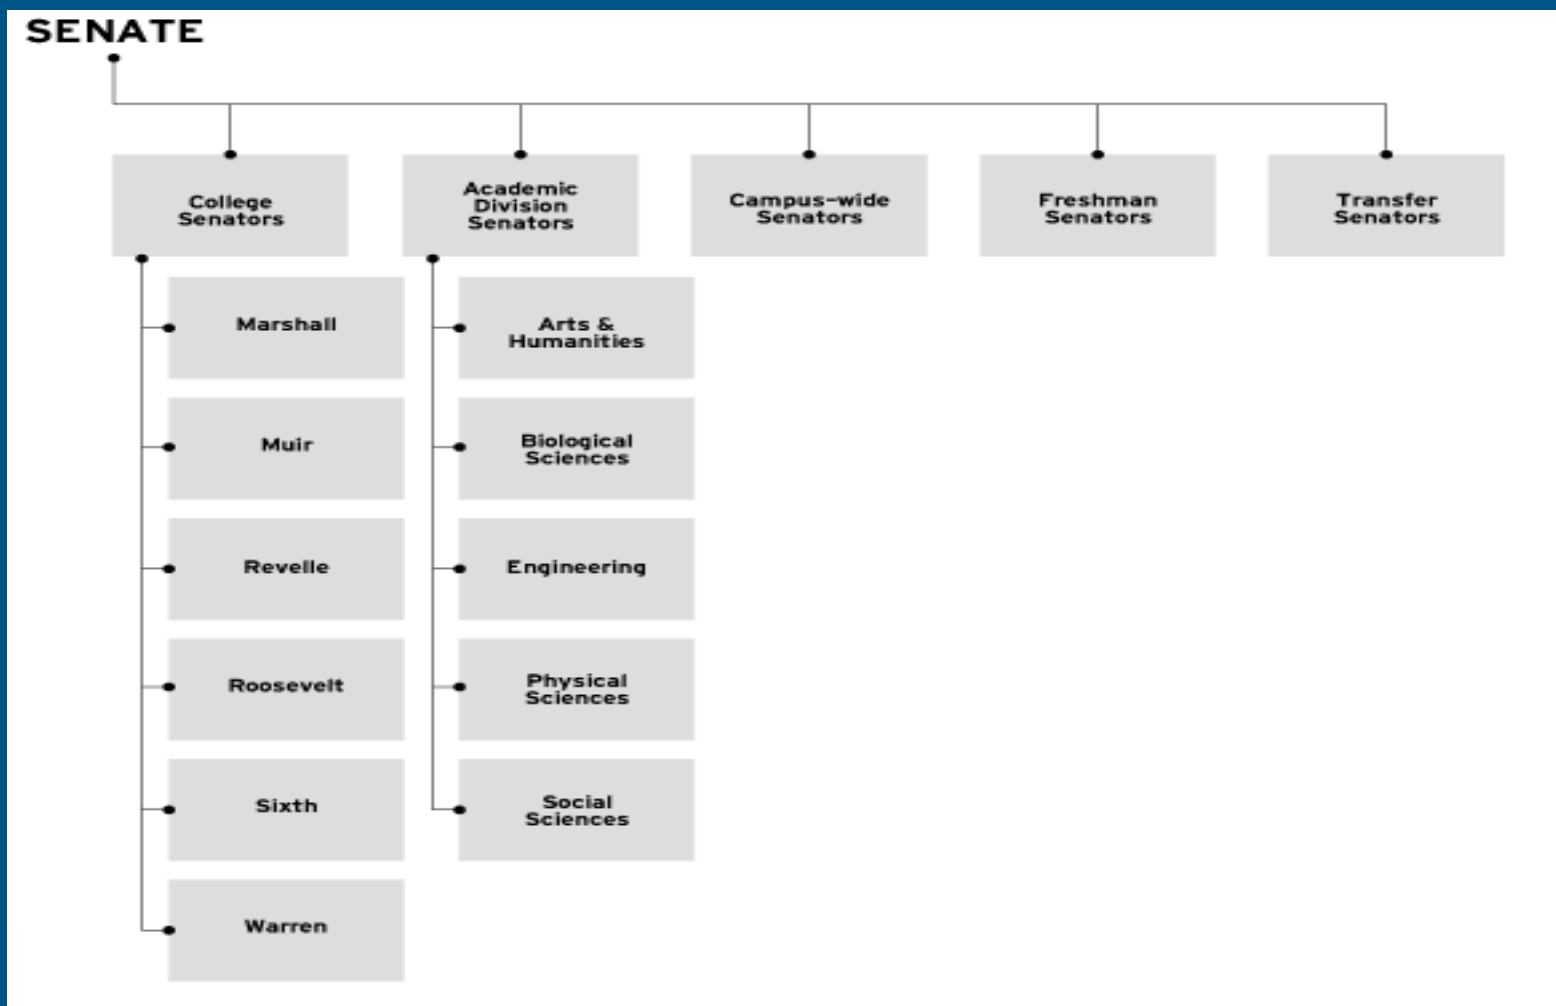 SENATE
College
Senators
Academic
Division
Senators
Campus-wide
Senators
Freshman
Senators
Transfer
Senators
Marshall
Muir
Revelle
Roosevelt
Sixth
Warren
Arts &
Humanities
Biological
Sciences
Engineering
Physical
Sciences
Social
Sciences